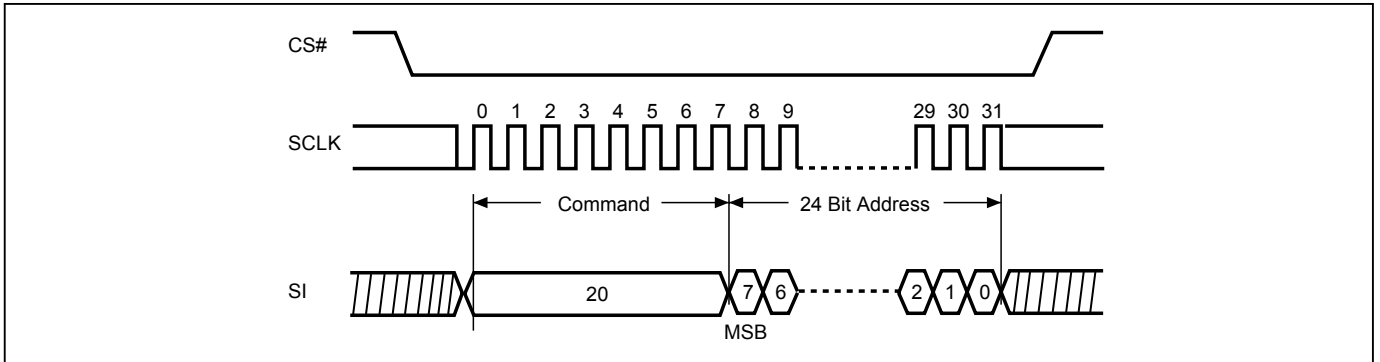 CS#
0 1 2 3 4 5 6 7 8 9 29 30 31
SCLK
Command 24 Bit Address
SI 20 7 6 2 1 0
MSB